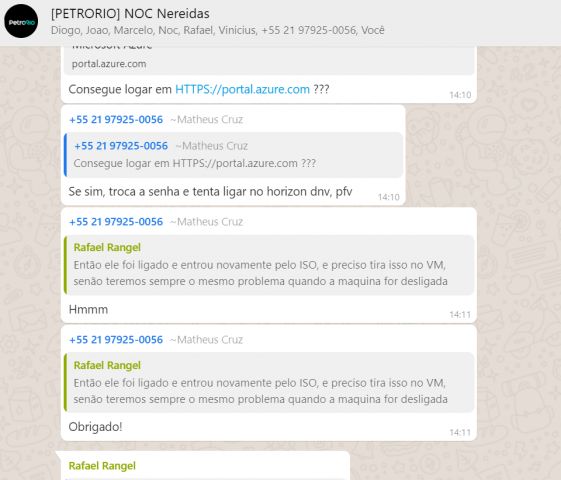 PetroRio
[PETRORIO] NOC Nereidas
Diogo, Joao, Marcelo, Noc, Rafael, Vinicius, +55 21 97925-0056, Você
Microsoft Azure
portal.azure.com
Consegue logar em HTTPS://portal.azure.com ???
14:10
+55 21 97925-0056 ~Matheus Cruz
+55 21 97925-0056 ~Matheus Cruz
Consegue logar em HTTPS://portal.azure.com ???
Se sim, troca a senha e tenta ligar no horizon dnv, pfv
14:10
+55 21 97925-0056 ~Matheus Cruz
Rafael Rangel
Então ele foi ligado e entrou novamente pelo ISO, e preciso tira isso no VM,
senão teremos sempre o mesmo problema quando a maquina for desligada
Hmmm
14:11
+55 21 97925-0056 ~Matheus Cruz
Rafael Rangel
Então ele foi ligado e entrou novamente pelo ISO, e preciso tira isso no VM,
senão teremos sempre o mesmo problema quando a maquina for desligada
Obrigado!
14:11
Rafael Rangel